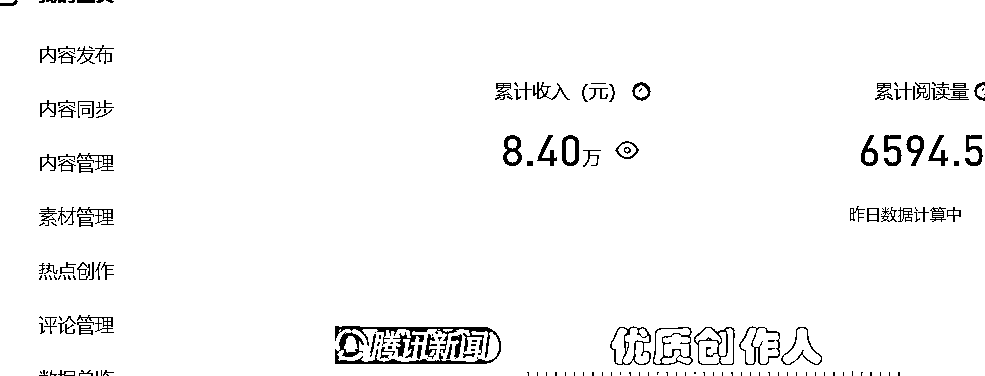 内容发布
内容同步
内容管理
素材管理
热点创作
评论管理
累计收入（元）
8.40万
累计阅读量
6594.5
昨日数据计算中
腾讯新闻
优质创作人